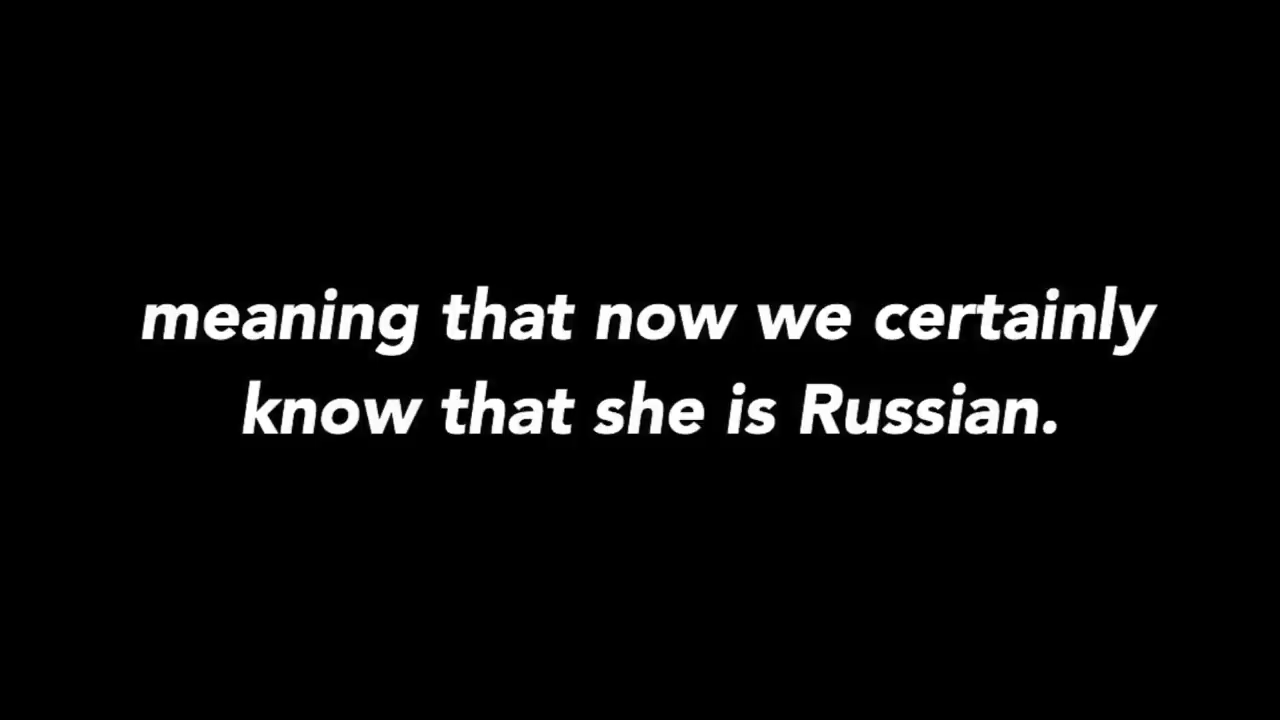 meaning that now we certainly
know that she is Russian.